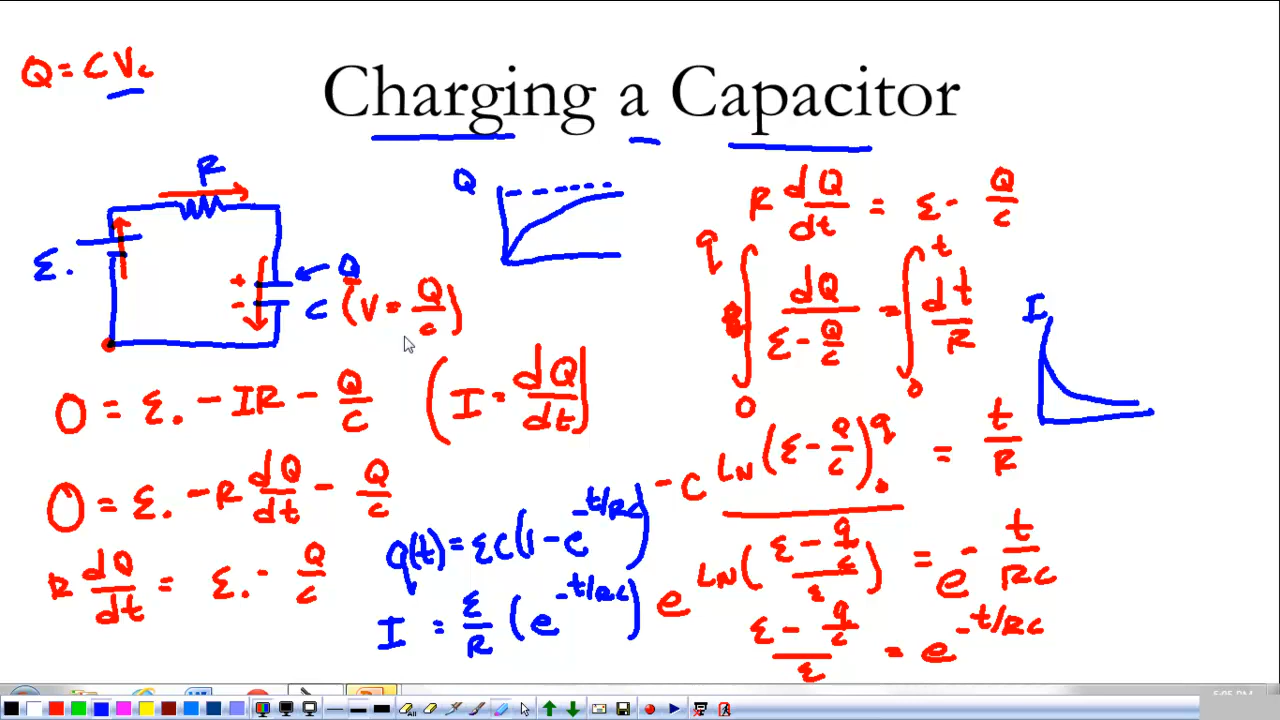 Q = CVc
Charging a Capacitor
R
Q
ε.
+
-
Q
C (V = Q/c)
0 = ε. - IR - Q/C (I = dQ/dt)
0 = ε. - R dQ/dt - Q/c
R dQ/dt = ε. - Q/c
q(t) = εC(1 - e^-t/RC)
I = ε/R (e^-t/RC)
R dQ/dt = ε - Q/c
∫₀^q dQ/(ε - Q/C) = ∫₀^t dt/R
I
-C LN(ε - Q/C)₀^q = t/R
e^LN((ε - q/c)/ε) = e^-t/RC
(ε - q/c)/ε = e^-t/RC